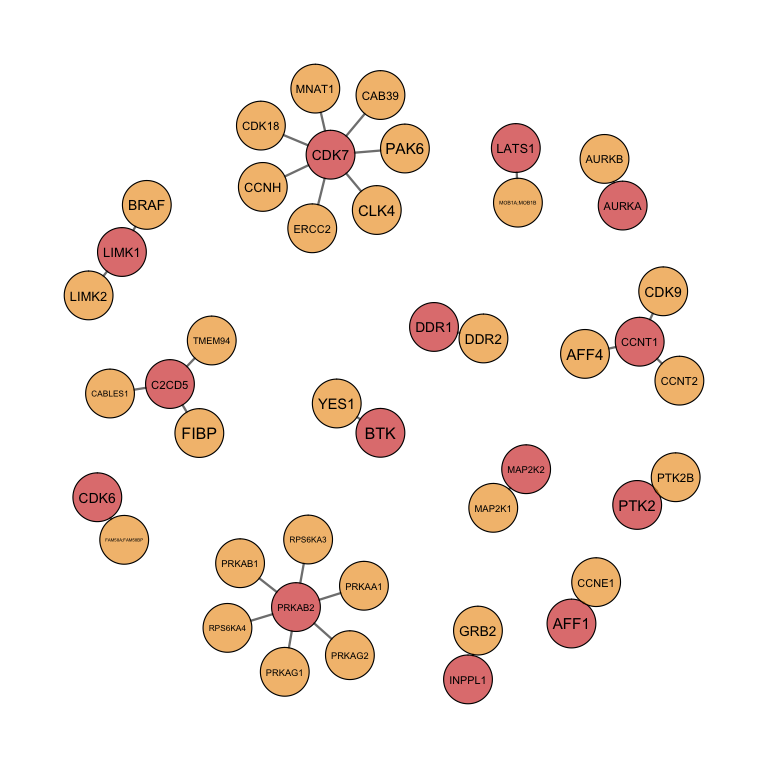 MNAT1
CAB39
CDK18
CDK7
PAK6
CCNH
CLK4
ERCC2
LATS1
MOB1A;MOB1B
AURKB
AURKA
BRAF
LIMK1
LIMK2
DDR1
DDR2
CDK9
CCNT1
AFF4
CCNT2
TMEM94
C2CD5
CABLES1
FIBP
YES1
BTK
MAP2K2
MAP2K1
PTK2B
PTK2
CDK6
RPS6KA3
PRKAB1
PRKAA1
PRKAB2
RPS6KA4
PRKAG2
PRKAG1
CCNE1
AFF1
GRB2
INPPL1